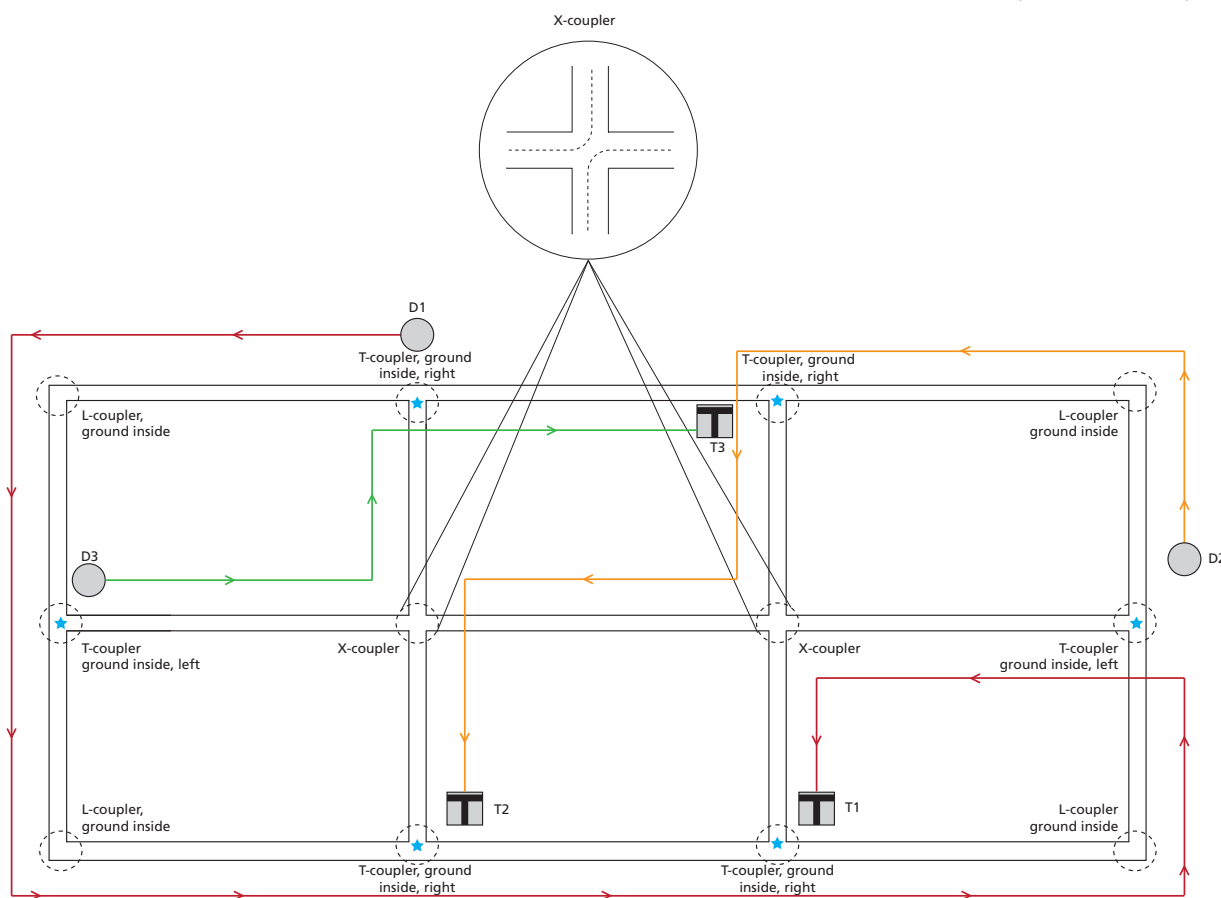 X-coupler
D1
T-coupler, ground
inside, right
T-coupler, ground
inside, right
L-coupler,
ground inside
L-coupler
ground inside
T
T3
D3
D2
T-coupler
ground inside, left
X-coupler
X-coupler
T-coupler
ground inside, left
L-coupler,
ground inside
T
T2
T
T1
L-coupler
ground inside
T-coupler, ground
inside, right
T-coupler, ground
inside, right